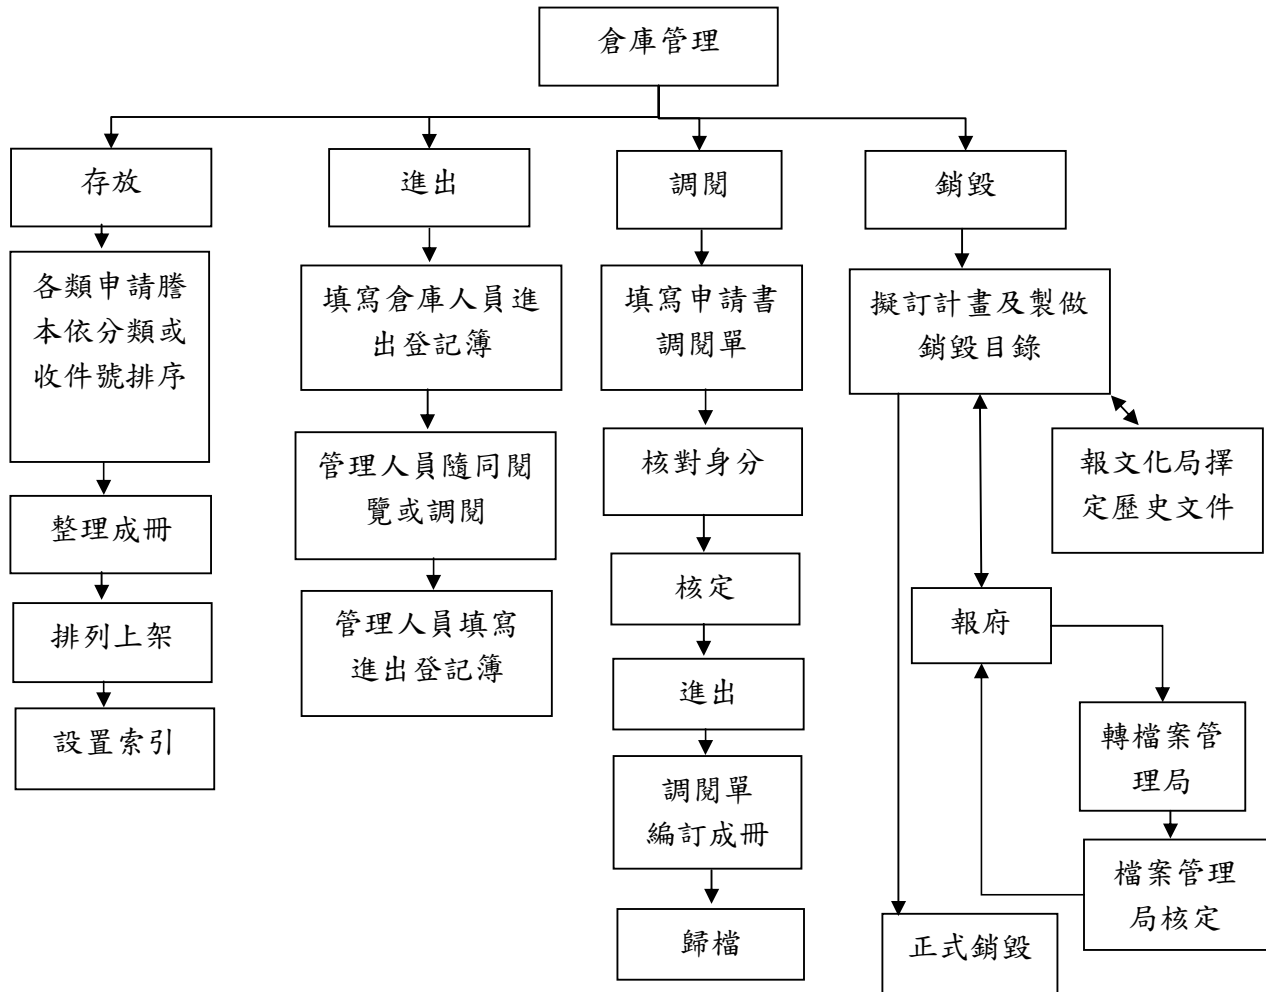 倉庫管理
存放
進出
調閱
銷毀
各類申請謄
本依分類或
收件號排序
整理成冊
排列上架
設置索引
填寫倉庫人員進
出登記簿
管理人員隨同閱
覽或調閱
管理人員填寫
進出登記簿
填寫申請書
調閱單
核對身分
核定
進出
調閱單
編訂成冊
歸檔
擬訂計畫及製做
銷毀目錄
報文化局擇
定歷史文件
報府
轉檔案管
理局
檔案管理
局核定
正式銷毀